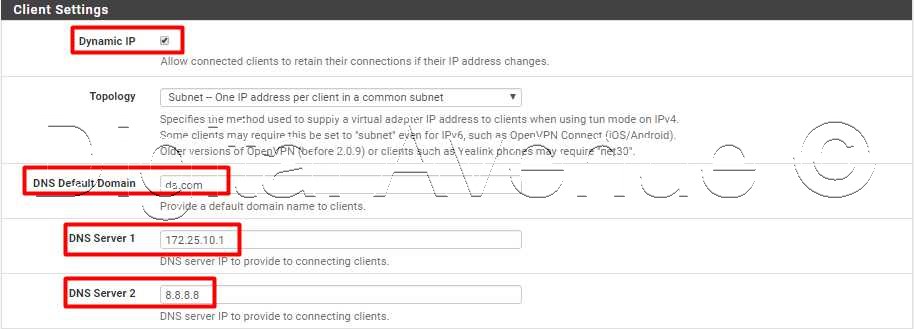 Client Settings
Dynamic IP
Allow connected clients to retain their connections if their IP address changes.
Topology
Subnet -- One IP address per client in a common subnet
Specifies the method used to supply a virtual adapter IP address to clients when using tun mode on IPv4.
Some clients may require this be set to "subnet" even for IPv6, such as OpenVPN Connect (iOS/Android).
Older versions of OpenVPN (before 2.0.9) or clients such as Yealink phones may require "net30".
DNS Default Domain
da.com
Provide a default domain name to clients.
DNS Server 1
172.25.10.1
DNS server IP to provide to connecting clients.
DNS Server 2
8.8.8.8
DNS server IP to provide to connecting clients.